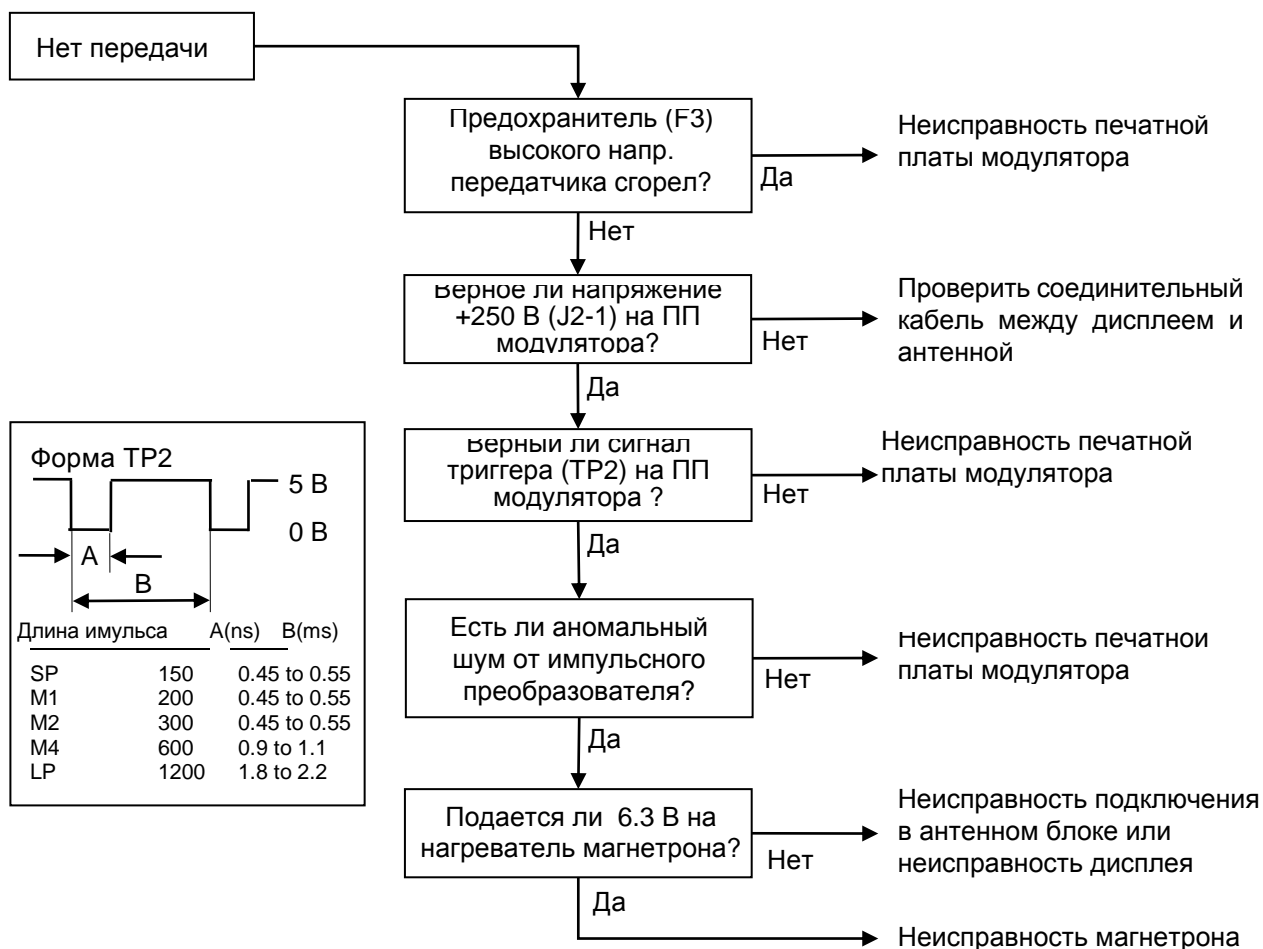 Нет передачи
Предохранитель (F3)
высокого напр.
передатчика сгорел?
Да
Неисправность печатной
платы модулятора
Нет
Верное ли напряжение
+250 В (J2-1) на ПП
модулятора?
Нет
Проверить соединительный
кабель между дисплеем и
антенной
Да
Верный ли сигнал
триггера (TP2) на ПП
модулятора ?
Нет
Неисправность печатной
платы модулятора
Да
Форма TP2
5 В
0 В
A
B
Длина имульса A(ns) B(ms)
SP 150 0.45 to 0.55
M1 200 0.45 to 0.55
M2 300 0.45 to 0.55
M4 600 0.9 to 1.1
LP 1200 1.8 to 2.2
Есть ли аномальный
шум от импульсного
преобразователя?
Нет
Неисправность печатной
платы модулятора
Да
Подается ли 6.3 В на
нагреватель магнетрона?
Нет
Неисправность подключения
в антенном блоке или
неисправность дисплея
Да
Неисправность магнетрона